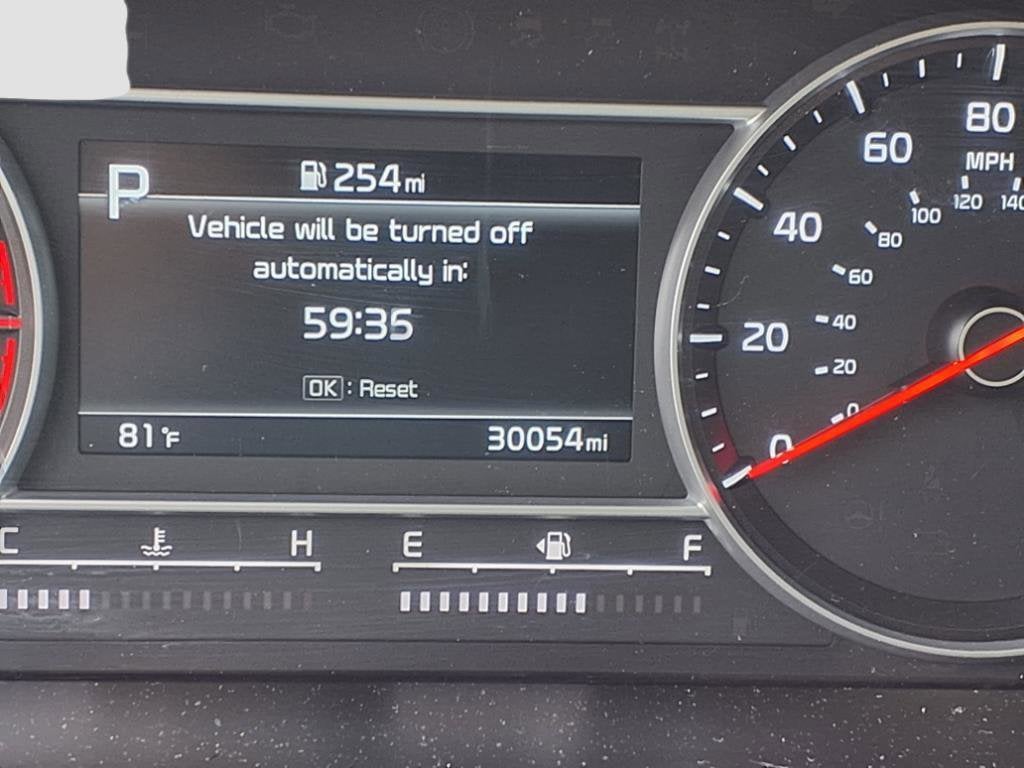 P
254mi
Vehicle will be turned off
automatically in:
59:35
OK : Reset
81°F
30054mi
C
H
E
F
80
60
MPH
40
20
0
140
120
100
80
60
40
20
0